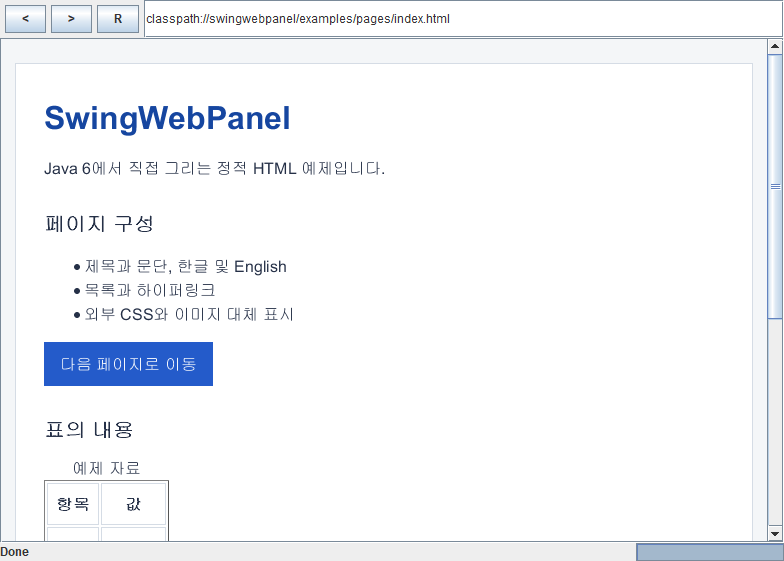 < > R classpath://swingwebpanel/examples/pages/index.html
SwingWebPanel
Java 6에서 직접 그리는 정적 HTML 예제입니다.
페이지 구성
• 제목과 문단, 한글 및 English
• 목록과 하이퍼링크
• 외부 CSS와 이미지 대체 표시
다음 페이지로 이동
표의 내용
예제 자료
항목 값
Done